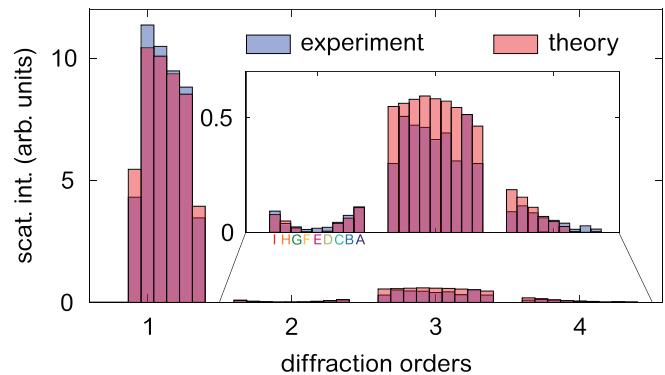 experiment theory
10
5
0
scat. int. (arb. units)
0.5
0
I H G F E D C B A
1 2 3 4
diffraction orders